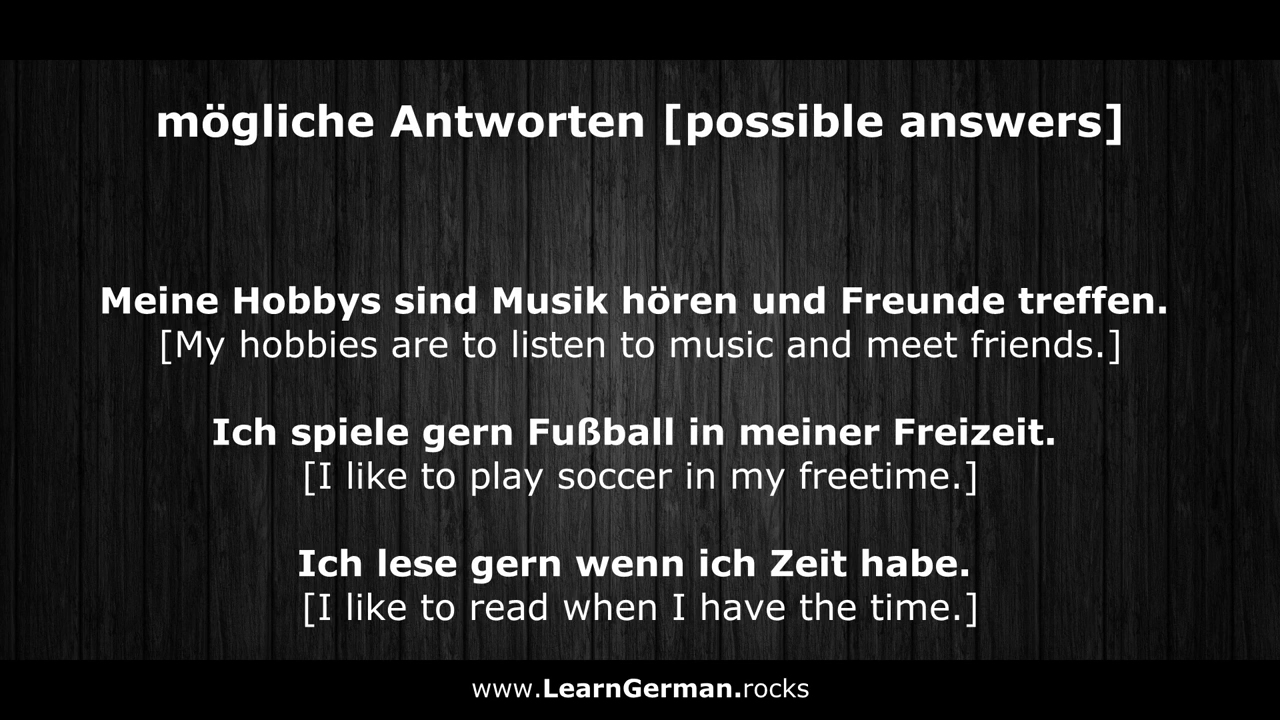 mögliche Antworten [possible answers]
Meine Hobbys sind Musik hören und Freunde treffen.
[My hobbies are to listen to music and meet friends.]
Ich spiele gern Fußball in meiner Freizeit.
[I like to play soccer in my freetime.]
Ich lese gern wenn ich Zeit habe.
[I like to read when I have the time.]
www.LearnGerman.rocks